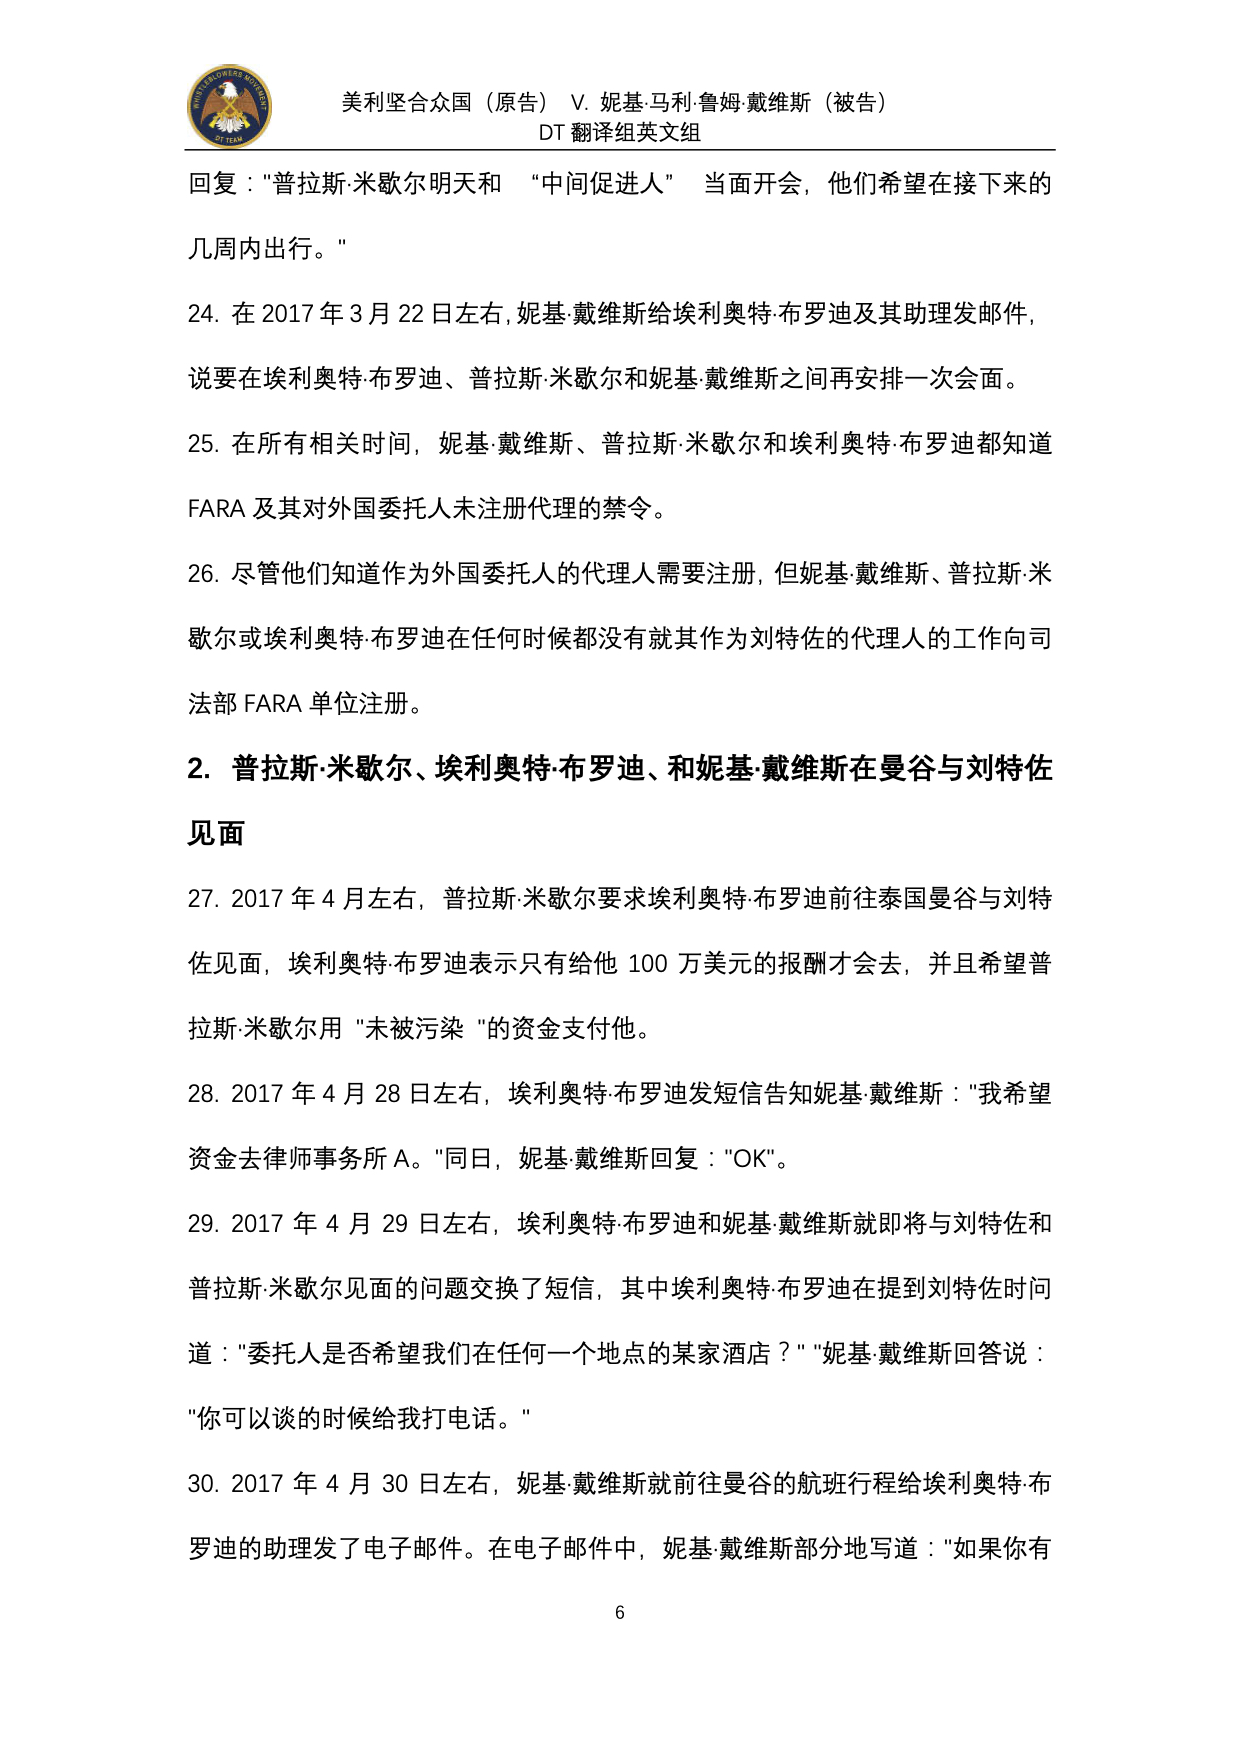 WHISTLEBLOWERS MOVEMENT
DT TEAM
美利坚合众国（原告） V. 妮基·马利·鲁姆·戴维斯（被告）
DT 翻译组英文组
回复："普拉斯·米歇尔明天和 “中间促进人” 当面开会，他们希望在接下来的
几周内出行。"
24. 在 2017 年 3 月 22 日左右，妮基·戴维斯给埃利奥特·布罗迪及其助理发邮件，
说要在埃利奥特·布罗迪、普拉斯·米歇尔和妮基·戴维斯之间再安排一次会面。
25. 在所有相关时间，妮基·戴维斯、普拉斯·米歇尔和埃利奥特·布罗迪都知道
FARA 及其对外国委托人未注册代理的禁令。
26. 尽管他们知道作为外国委托人的代理人需要注册，但妮基·戴维斯、普拉斯·米
歇尔或埃利奥特·布罗迪在任何时候都没有就其作为刘特佐的代理人的工作向司
法部 FARA 单位注册。
2. 普拉斯·米歇尔、埃利奥特·布罗迪、和妮基·戴维斯在曼谷与刘特佐
见面
27. 2017 年 4 月左右，普拉斯·米歇尔要求埃利奥特·布罗迪前往泰国曼谷与刘特
佐见面，埃利奥特·布罗迪表示只有给他 100 万美元的报酬才会去，并且希望普
拉斯·米歇尔用 "未被污染 "的资金支付他。
28. 2017 年 4 月 28 日左右，埃利奥特·布罗迪发短信告知妮基·戴维斯："我希望
资金去律师事务所 A。"同日，妮基·戴维斯回复："OK"。
29. 2017 年 4 月 29 日左右，埃利奥特·布罗迪和妮基·戴维斯就即将与刘特佐和
普拉斯·米歇尔见面的问题交换了短信，其中埃利奥特·布罗迪在提到刘特佐时问
道："委托人是否希望我们在任何一个地点的某家酒店？" "妮基·戴维斯回答说：
"你可以谈的时候给我打电话。"
30. 2017 年 4 月 30 日左右，妮基·戴维斯就前往曼谷的航班行程给埃利奥特·布
罗迪的助理发了电子邮件。在电子邮件中，妮基·戴维斯部分地写道："如果你有
6